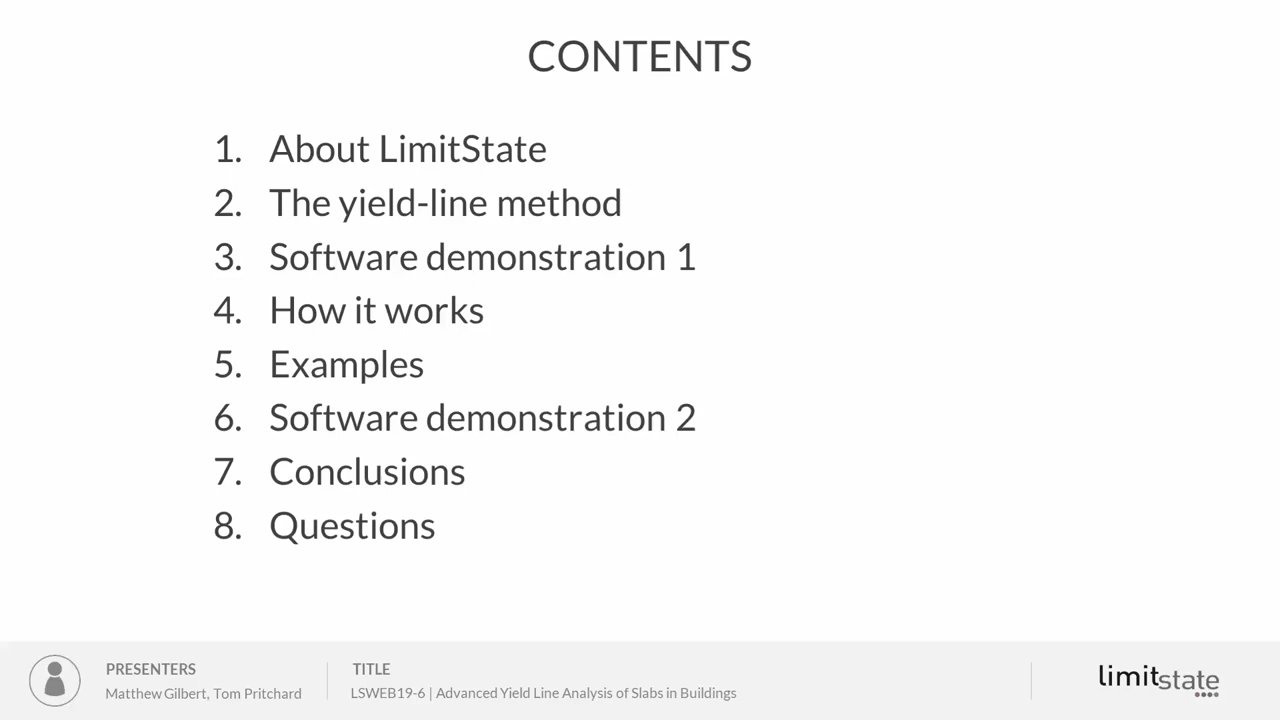 CONTENTS
1. About LimitState
2. The yield-line method
3. Software demonstration 1
4. How it works
5. Examples
6. Software demonstration 2
7. Conclusions
8. Questions
PRESENTERS
Matthew Gilbert, Tom Pritchard
TITLE
LSWEB19-6 | Advanced Yield Line Analysis of Slabs in Buildings
limitstate